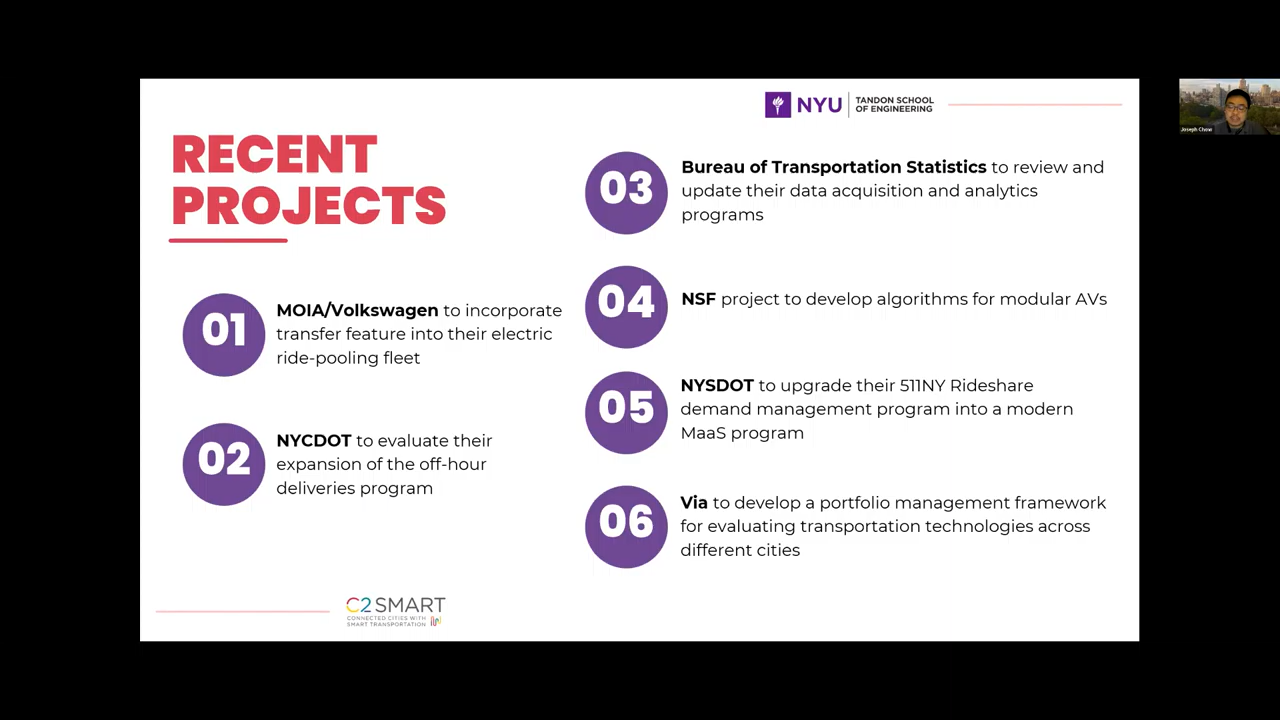 RECENT
PROJECTS
01
MOIA/Volkswagen to incorporate
transfer feature into their electric
ride-pooling fleet
02
NYCDOT to evaluate their
expansion of the off-hour
deliveries program
NYU
TANDON SCHOOL
OF ENGINEERING
03
Bureau of Transportation Statistics to review and
update their data acquisition and analytics
programs
04
NSF project to develop algorithms for modular AVs
05
NYSDOT to upgrade their 511NY Rideshare
demand management program into a modern
MaaS program
06
Via to develop a portfolio management framework
for evaluating transportation technologies across
different cities
C2SMART
CONNECTED CITIES WITH
SMART TRANSPORTATION
Joseph Chow